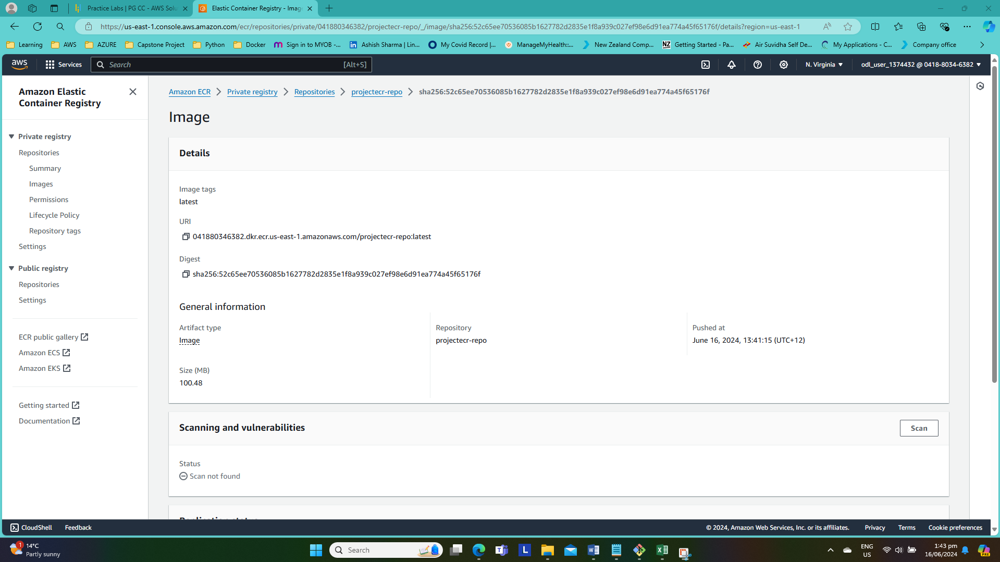 Practice Labs | PG CC - AWS Solu
Elastic Container Registry - Imag
https://us-east-1.console.aws.amazon.com/ecr/repositories/private/041880346382/projectecr-repo/_/image/sha256:52c65ee70536085b1627782d2835e1f8a939c027ef98e6d91ea774a45f65176f/details?region=us-east-1
Learning
AWS
AZURE
Capstone Project
Python
Docker
Sign in to MYOB -...
Ashish Sharma | Lin...
My Covid Record |...
ManageMyHealth::...
New Zealand Comp...
Getting Started - Pa...
Air Suvidha Self De...
My Applications - C...
Company office
aws
Services
Search
[Alt+S]
N. Virginia
odl_user_1374432 @ 0418-8034-6382
Amazon Elastic
Container Registry
Private registry
Repositories
Summary
Images
Permissions
Lifecycle Policy
Repository tags
Settings
Public registry
Repositories
Settings
ECR public gallery
Amazon ECS
Amazon EKS
Getting started
Documentation
Amazon ECR
Private registry
Repositories
projectecr-repo
sha256:52c65ee70536085b1627782d2835e1f8a939c027ef98e6d91ea774a45f65176f
Image
Details
Image tags
latest
URI
041880346382.dkr.ecr.us-east-1.amazonaws.com/projectecr-repo:latest
Digest
sha256:52c65ee70536085b1627782d2835e1f8a939c027ef98e6d91ea774a45f65176f
General information
Artifact type
Image
Repository
projectecr-repo
Pushed at
June 16, 2024, 13:41:15 (UTC+12)
Size (MB)
100.48
Scanning and vulnerabilities
Scan
Status
Scan not found
Replication status
CloudShell
Feedback
© 2024, Amazon Web Services, Inc. or its affiliates.
Privacy
Terms
Cookie preferences
1
14°C
Partly sunny
Search
ENG
US
1:43 pm
16/06/2024